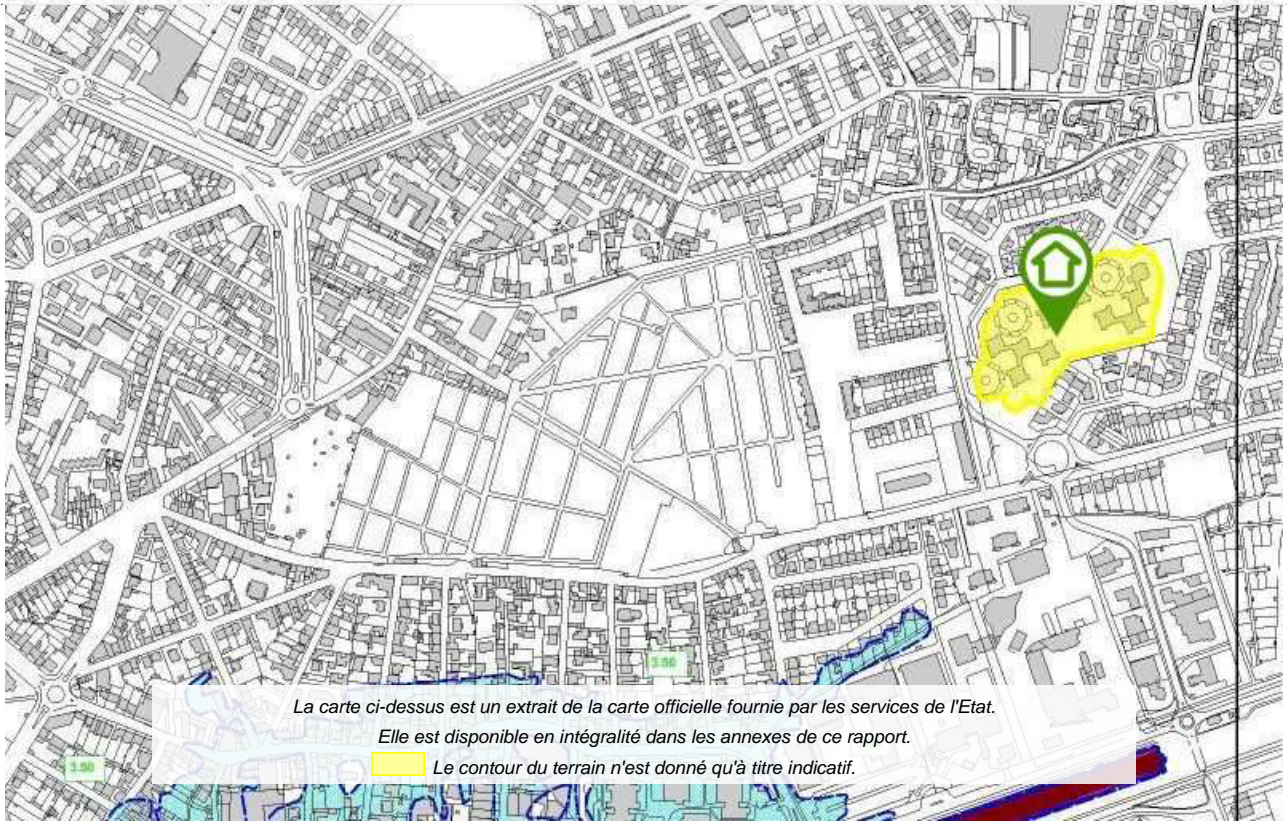 3.50
La carte ci-dessus est un extrait de la carte officielle fournie par les services de l'Etat.
Elle est disponible en intégralité dans les annexes de ce rapport.
3.50
Le contour du terrain n'est donné qu'à titre indicatif.